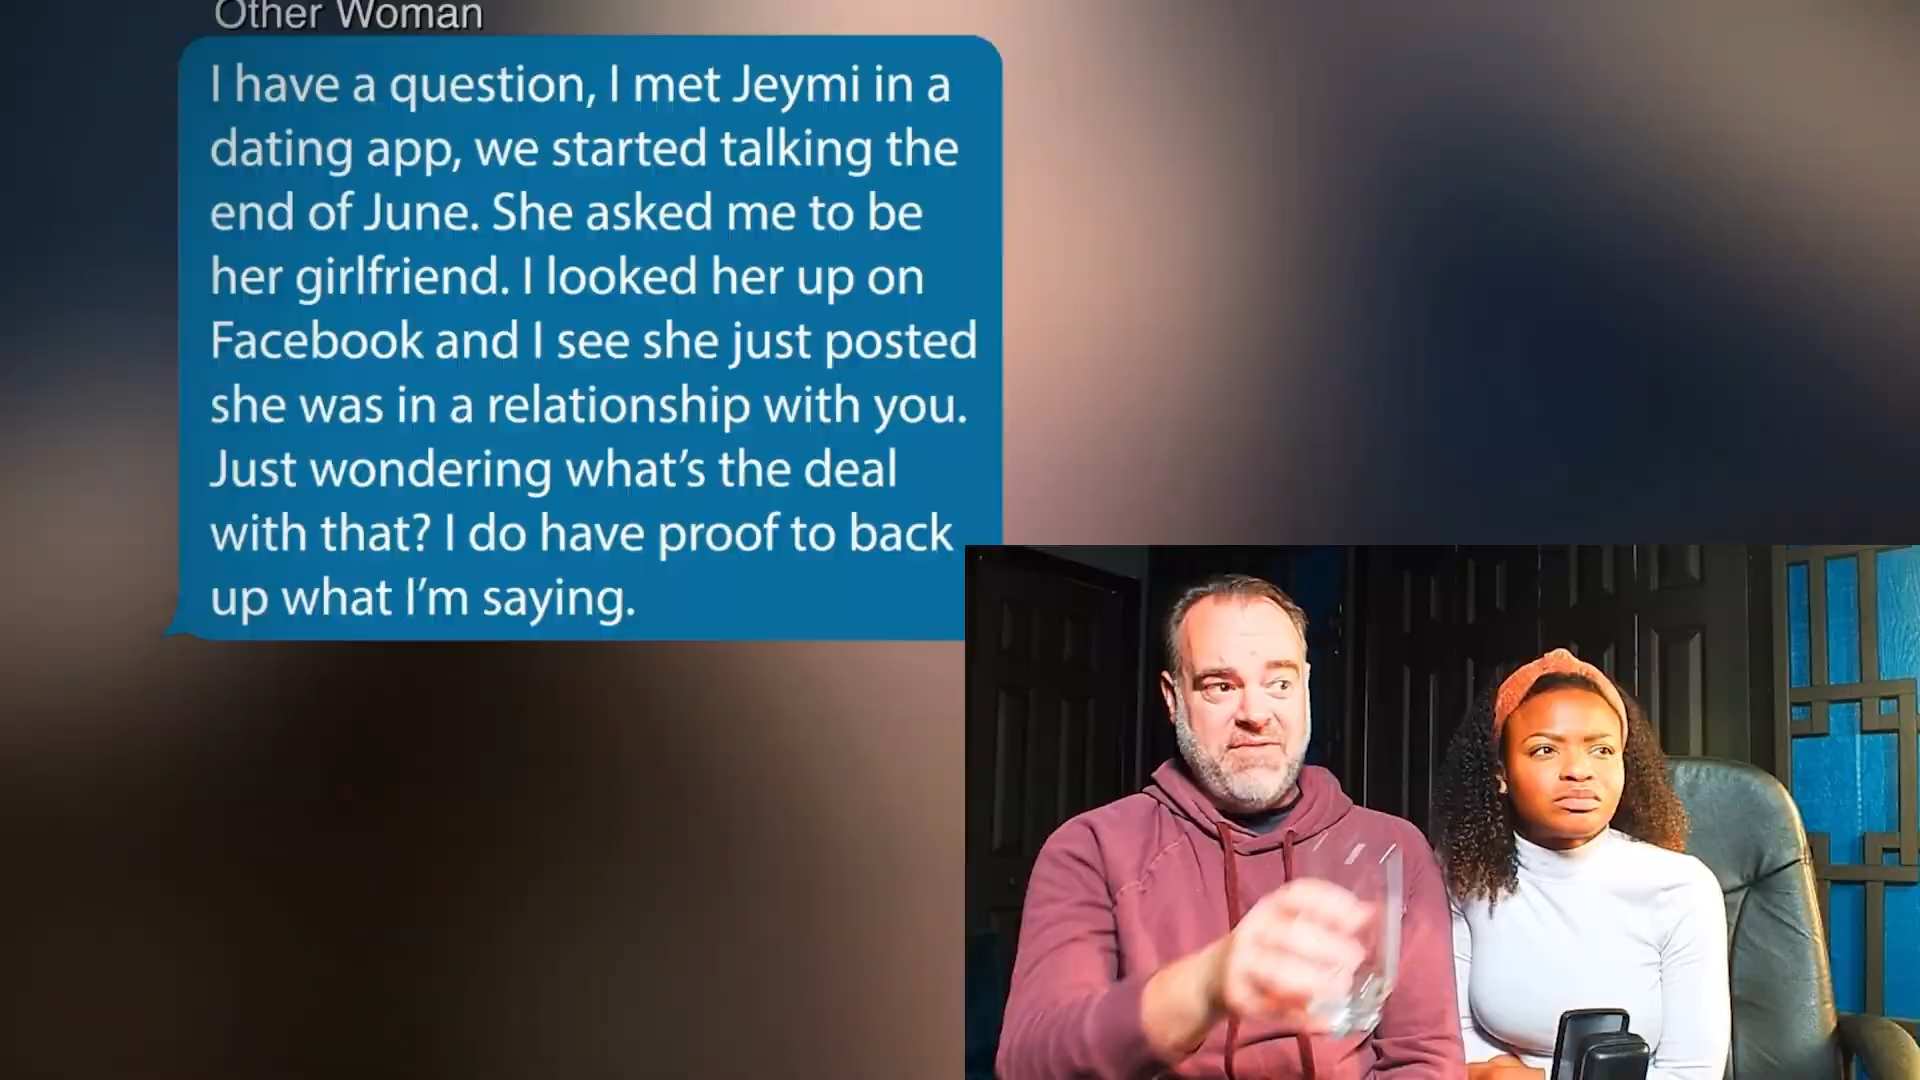 Other Woman
I have a question, I met Jeymi in a
dating app, we started talking the
end of June. She asked me to be
her girlfriend. I looked her up on
Facebook and I see she just posted
she was in a relationship with you.
Just wondering what’s the deal
with that? I do have proof to back
up what I’m saying.